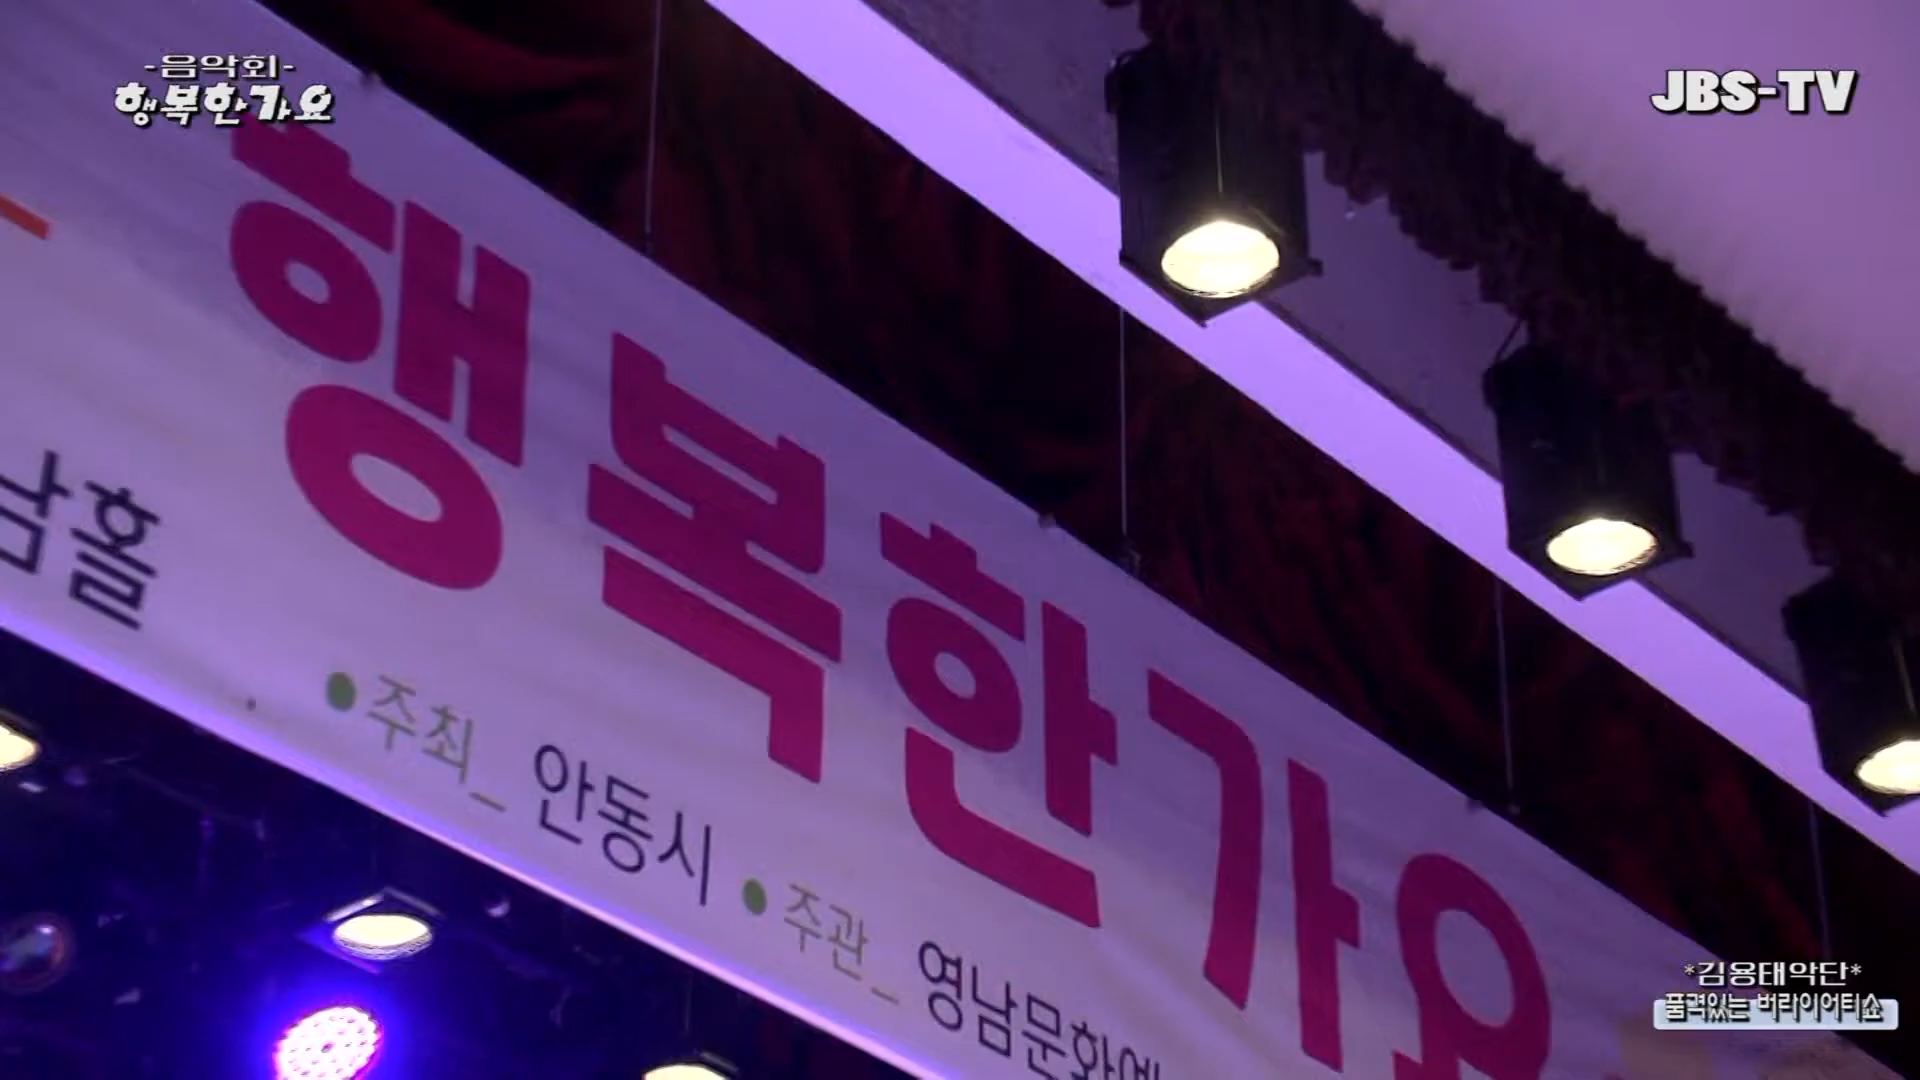 -음악회-
행복한가요
JBS-TV
행복한가요
남홀
●주최_ 안동시 ●주관_ 영남문화예
*김용태악단*
품격있는 버라이어티쇼